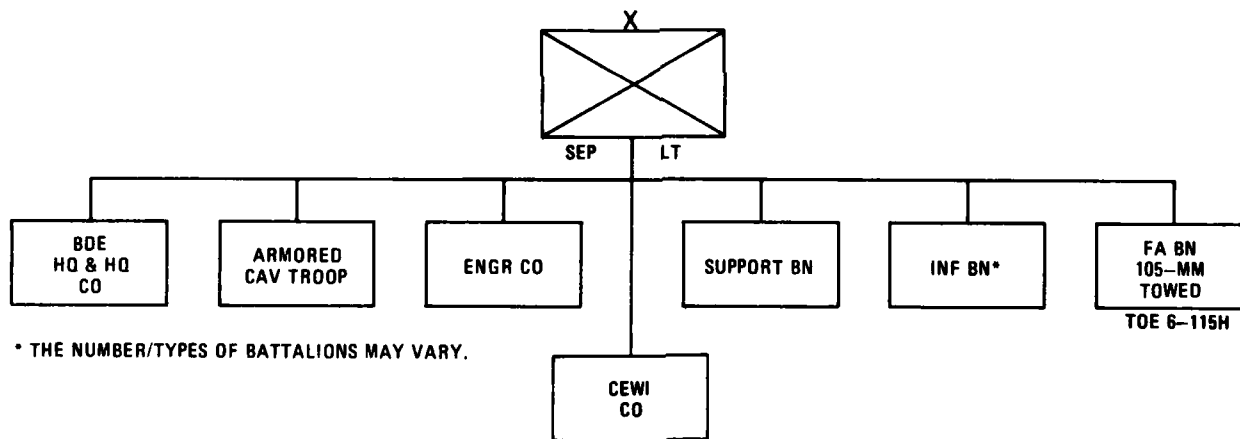 X
SEP LT
BDE
HQ & HQ
CO
ARMORED
CAV TROOP
ENGR CO
SUPPORT BN
INF BN*
FA BN
105-MM
TOWED
TOE 6-115H
* THE NUMBER/TYPES OF BATTALIONS MAY VARY.
CEWI
CO